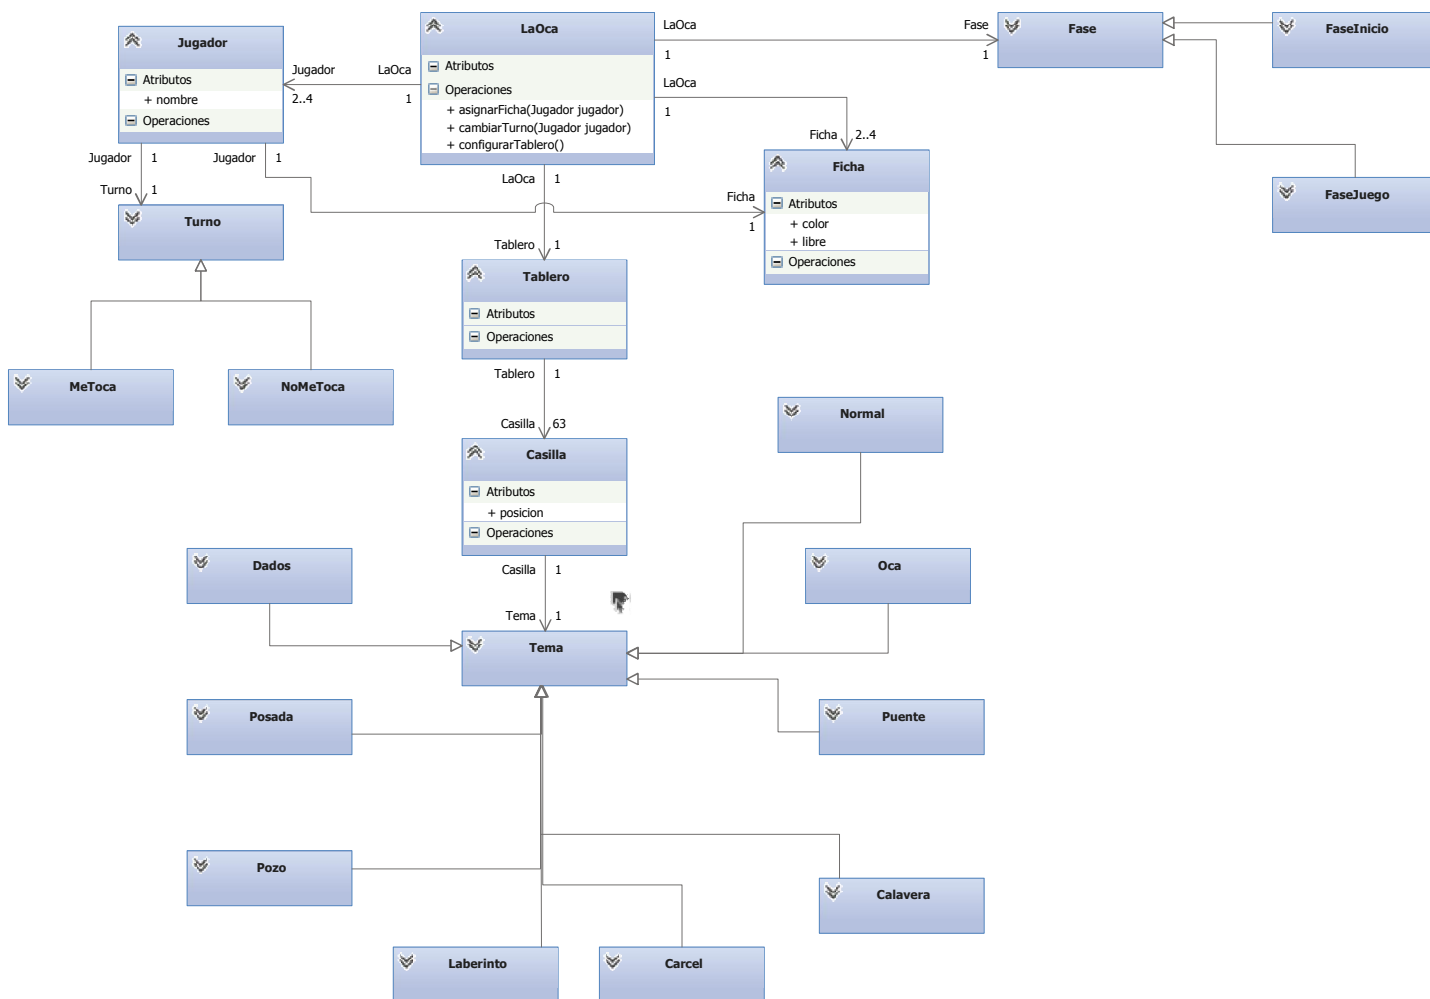 Jugador
Atributos
+ nombre
Operaciones
LaOca
Atributos
Operaciones
+ asignarFicha(Jugador jugador)
+ cambiarTurno(Jugador jugador)
+ configurarTablero()
LaOca
Fase
1
1
Fase
FaseInicio
FaseJuego
Jugador
LaOca
2..4
1
LaOca
1
Ficha
2..4
Ficha
Atributos
+ color
+ libre
Operaciones
Jugador
1
Turno
1
Jugador
1
Ficha
1
Turno
MeToca
NoMeToca
LaOca
1
Tablero
1
Tablero
Atributos
Operaciones
Tablero
1
Casilla
63
Casilla
Atributos
+ posicion
Operaciones
Casilla
1
Tema
1
Tema
Normal
Dados
Oca
Posada
Puente
Pozo
Calavera
Laberinto
Carcel